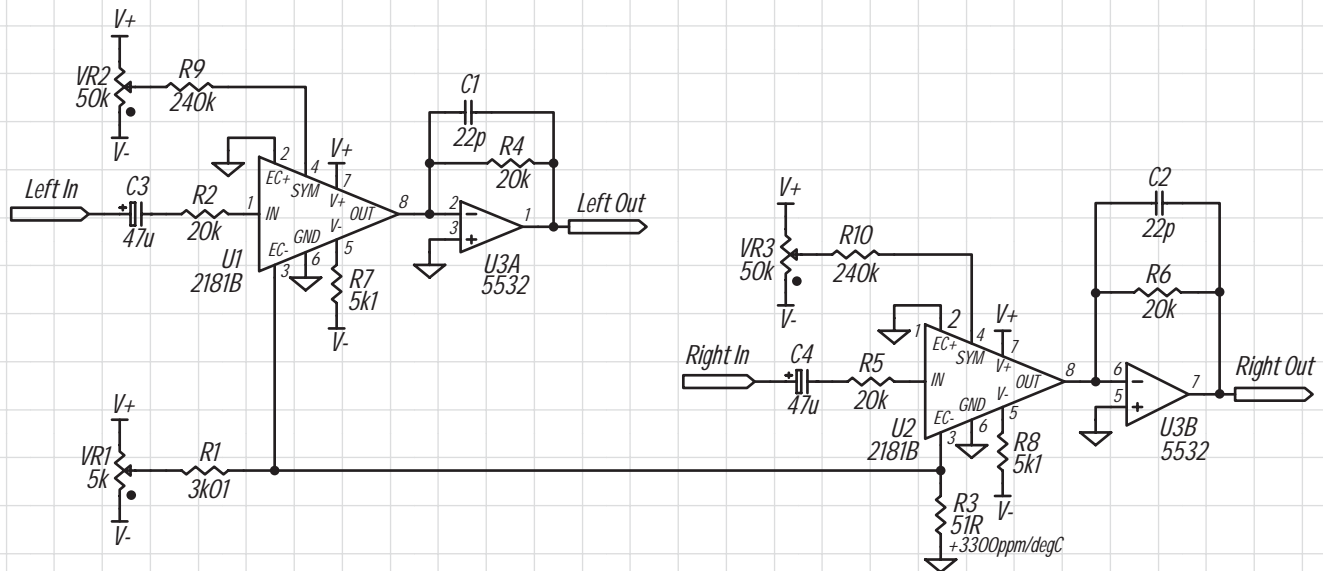 V+
VR2
50k
V-
R9
240k
Left In
C3
+
47u
R2
20k
1
IN
2
EC+
SYM
4
V+
7
V+
OUT
8
V-
5
GND
6
EC-
3
U1
2181B
R7
5k1
V-
C1
22p
R4
20k
2
-
3
+
1
Left Out
U3A
5532
V+
VR1
5k
V-
R1
3k01
V+
VR3
50k
V-
R10
240k
Right In
C4
+
47u
R5
20k
1
IN
2
EC+
SYM
4
V+
7
V+
OUT
8
V-
5
GND
6
EC-
3
U2
2181B
R8
5k1
V-
R3
51R
+3300ppm/degC
C2
22p
R6
20k
6
-
5
+
7
Right Out
U3B
5532